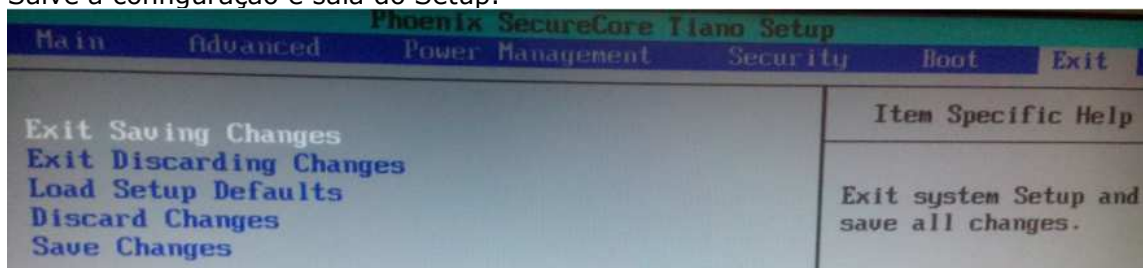 Salve a configuração e saia do Setup.
Phoenix SecureCore Tiano Setup
Main Advanced Power Management Security Boot Exit
Item Specific Help
Exit Saving Changes
Exit Discarding Changes
Load Setup Defaults
Exit system Setup and
Discard Changes
save all changes.
Save Changes